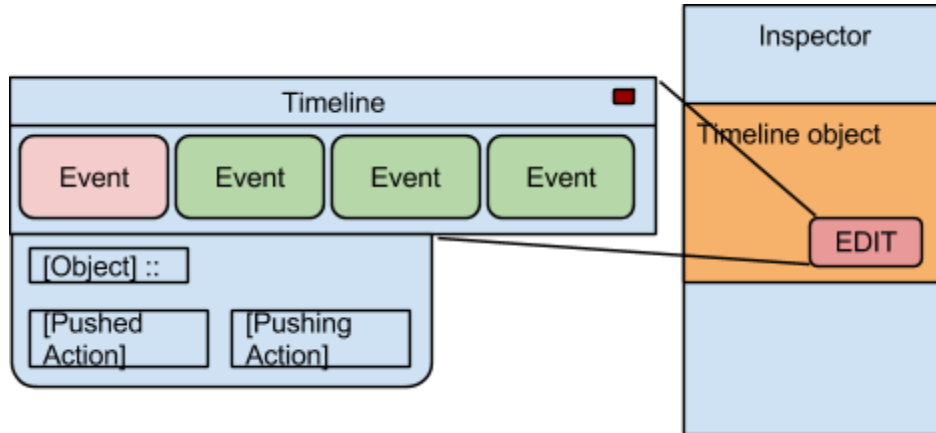 Inspector
Timeline
Timeline object
Event
Event
Event
Event
EDIT
[Object] ::
[Pushed
Action]
[Pushing
Action]